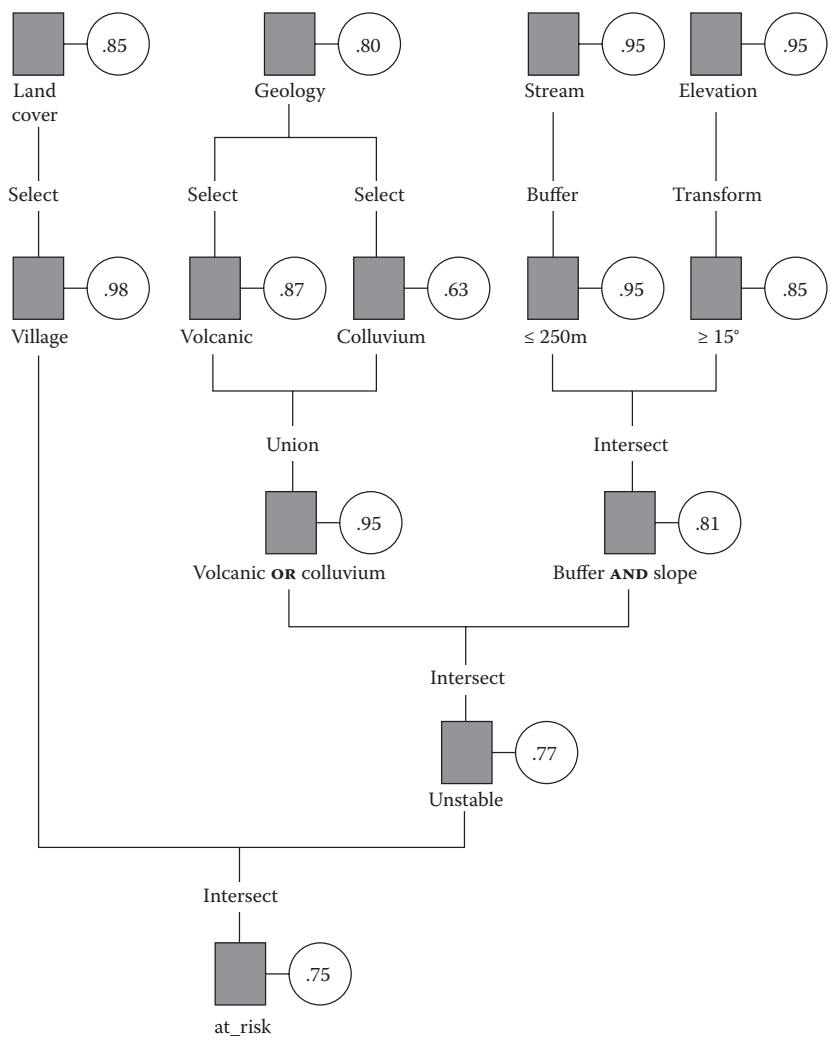 .85
.80
.95
.95
Land
cover
Geology
Stream
Elevation
Select
Select
Select
Buffer
Transform
.98
.87
.63
.95
.85
Village
Volcanic
Colluvium
≤ 250m
≥ 15°
Union
Intersect
.95
.81
Volcanic OR colluvium
Buffer AND slope
Intersect
.77
Unstable
Intersect
.75
at_risk